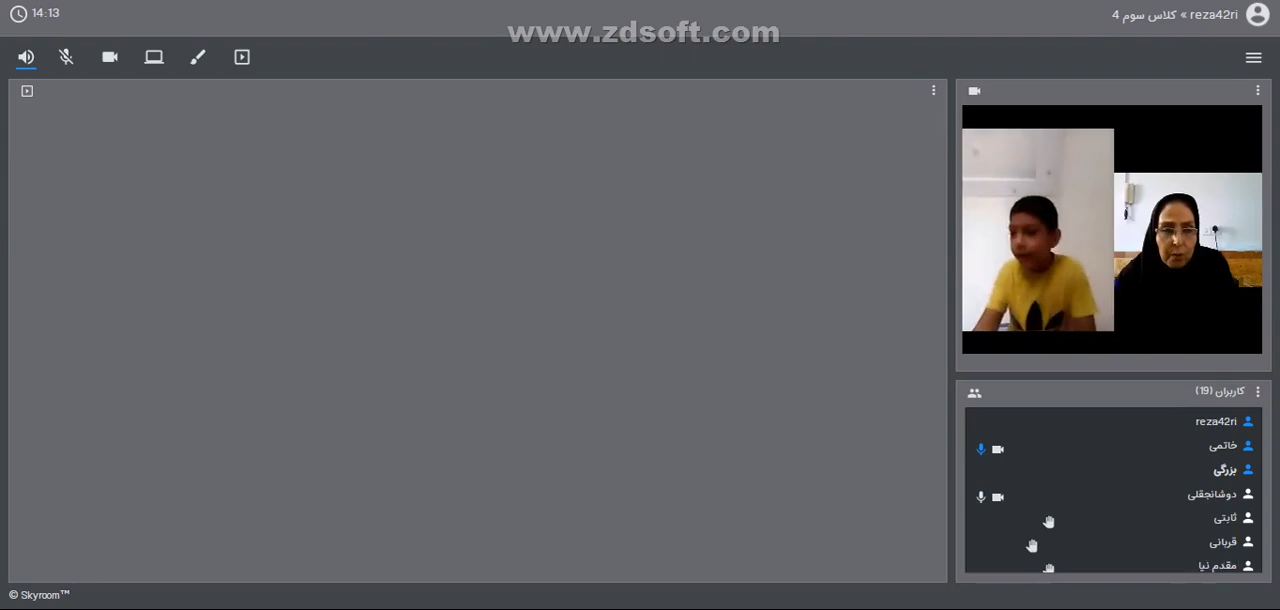 14:13
www.zdsoft.com
reza42ri » کلاس سوم 4
کاربران (19)
reza42ri
خاتمی
بزرگی
دوشانجقلی
ثابتی
قربانی
مقدم نیا
© Skyroom™